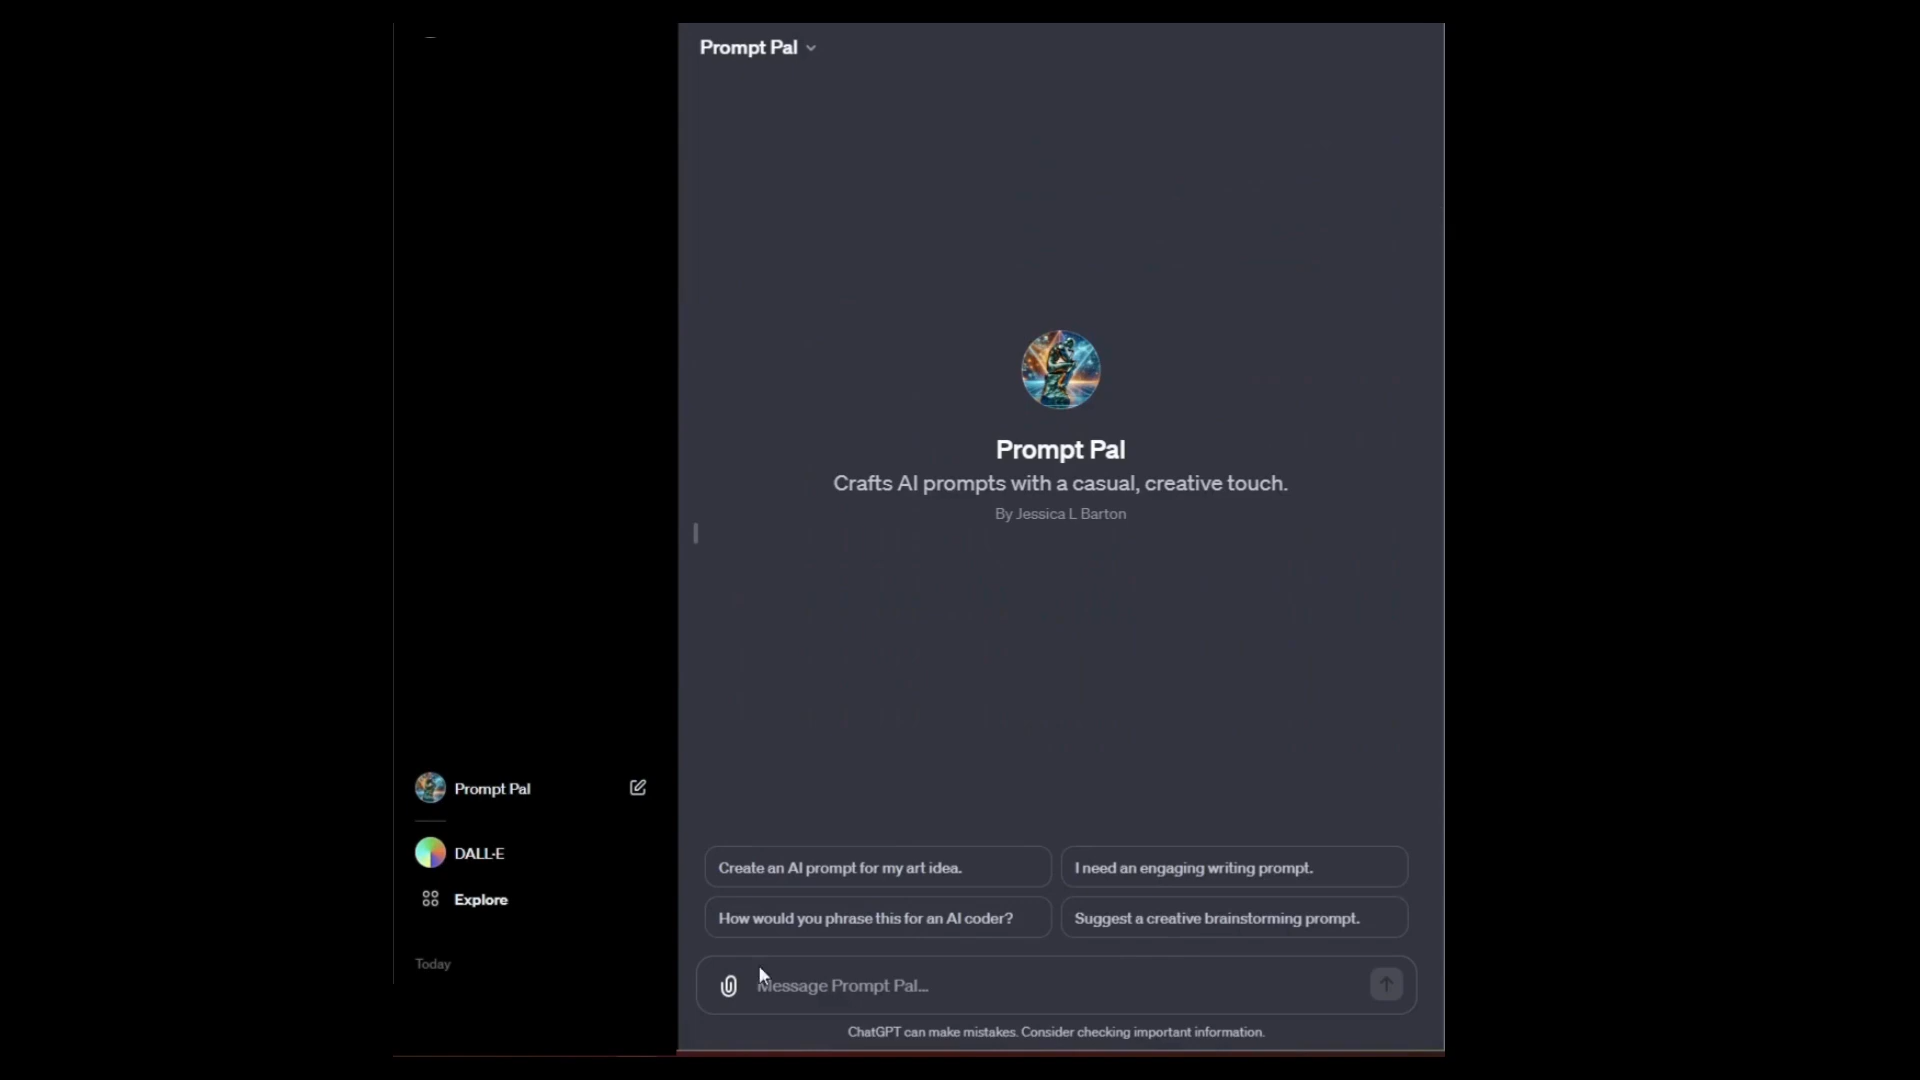 Prompt Pal
Prompt Pal
Crafts AI prompts with a casual, creative touch.
By Jessica L Barton
Prompt Pal
DALL·E
Explore
Today
Create an AI prompt for my art idea.
I need an engaging writing prompt.
How would you phrase this for an AI coder?
Suggest a creative brainstorming prompt.
Message Prompt Pal...
ChatGPT can make mistakes. Consider checking important information.